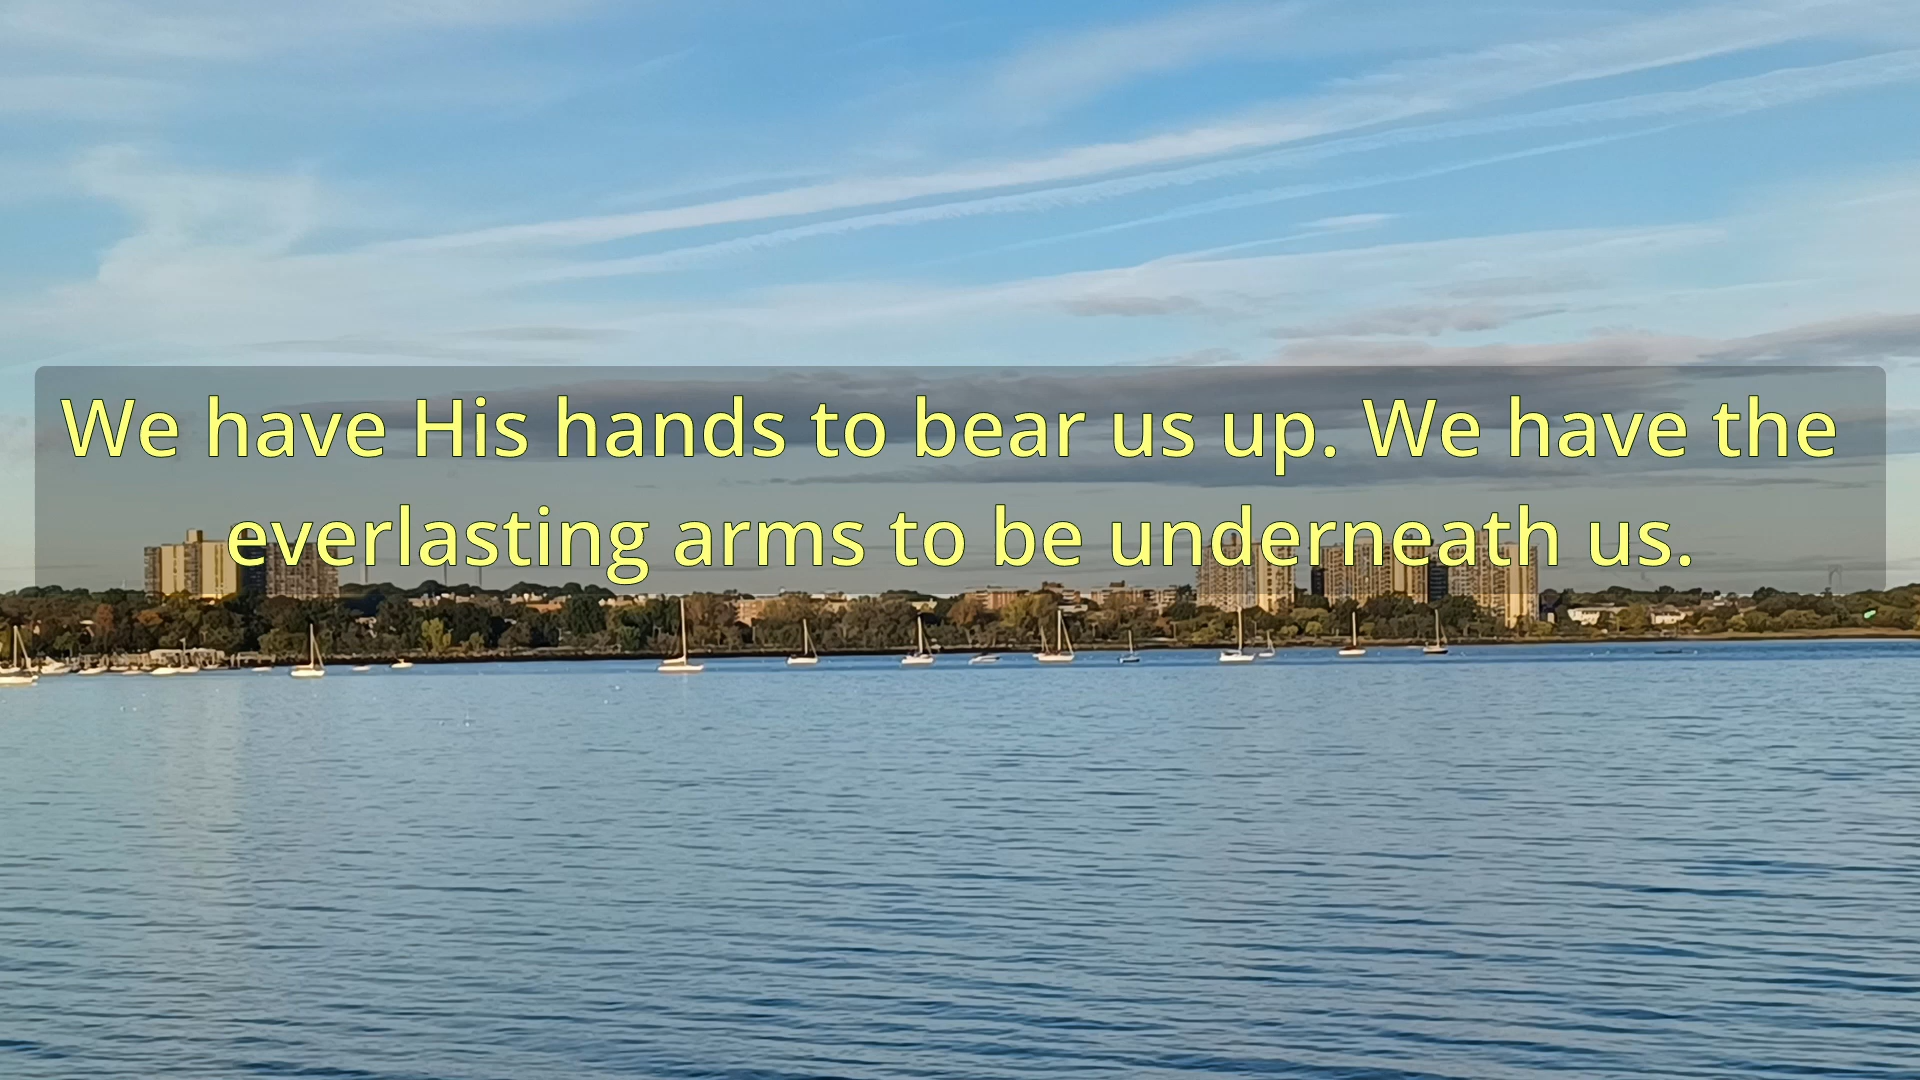 We have His hands to bear us up. We have the
everlasting arms to be underneath us.